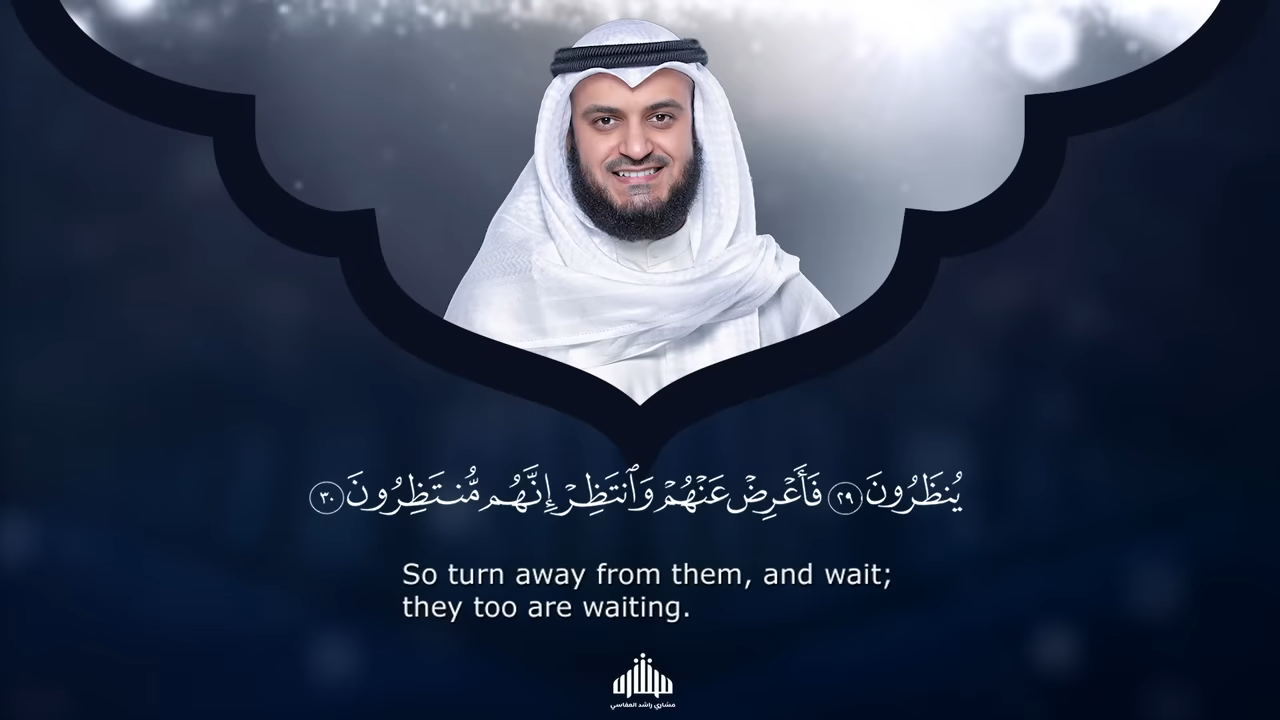 يُنظَرُونَ ٢٩ فَأَعْرِضْ عَنْهُمْ وَٱنتَظِرْ إِنَّهُم مُّنتَظِرُونَ ٣٠
So turn away from them, and wait;
they too are waiting.
مشاري راشد العفاسي